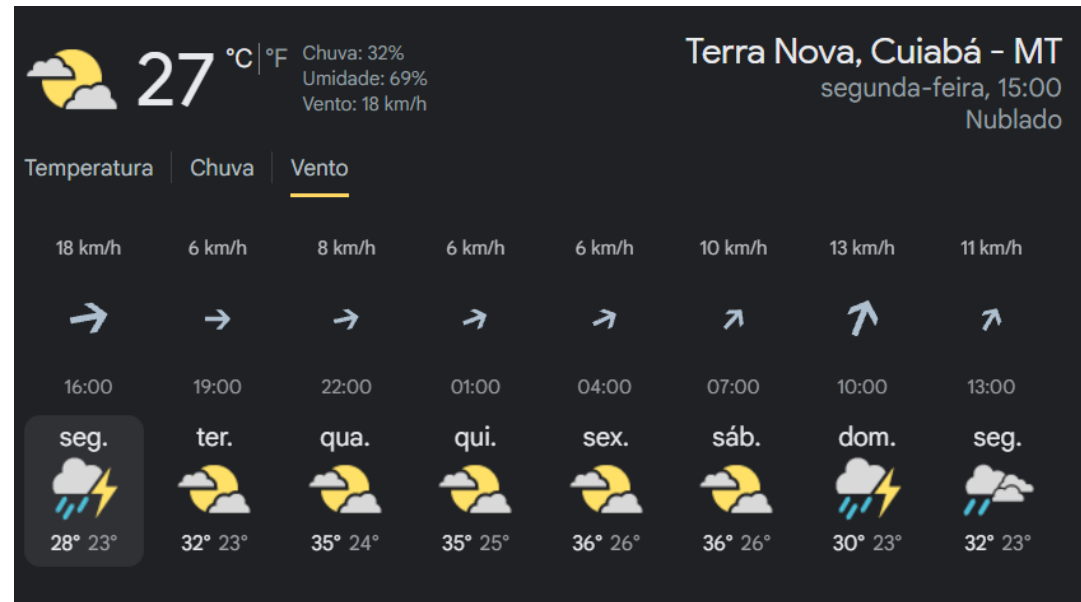 27 °C | °F
Chuva: 32%
Umidade: 69%
Vento: 18 km/h
Terra Nova, Cuiabá - MT
segunda-feira, 15:00
Nublado
Temperatura | Chuva | Vento
18 km/h 6 km/h 8 km/h 6 km/h 6 km/h 10 km/h 13 km/h 11 km/h
16:00 19:00 22:00 01:00 04:00 07:00 10:00 13:00
seg. ter. qua. qui. sex. sáb. dom. seg.
28° 23° 32° 23° 35° 24° 35° 25° 36° 26° 36° 26° 30° 23° 32° 23°